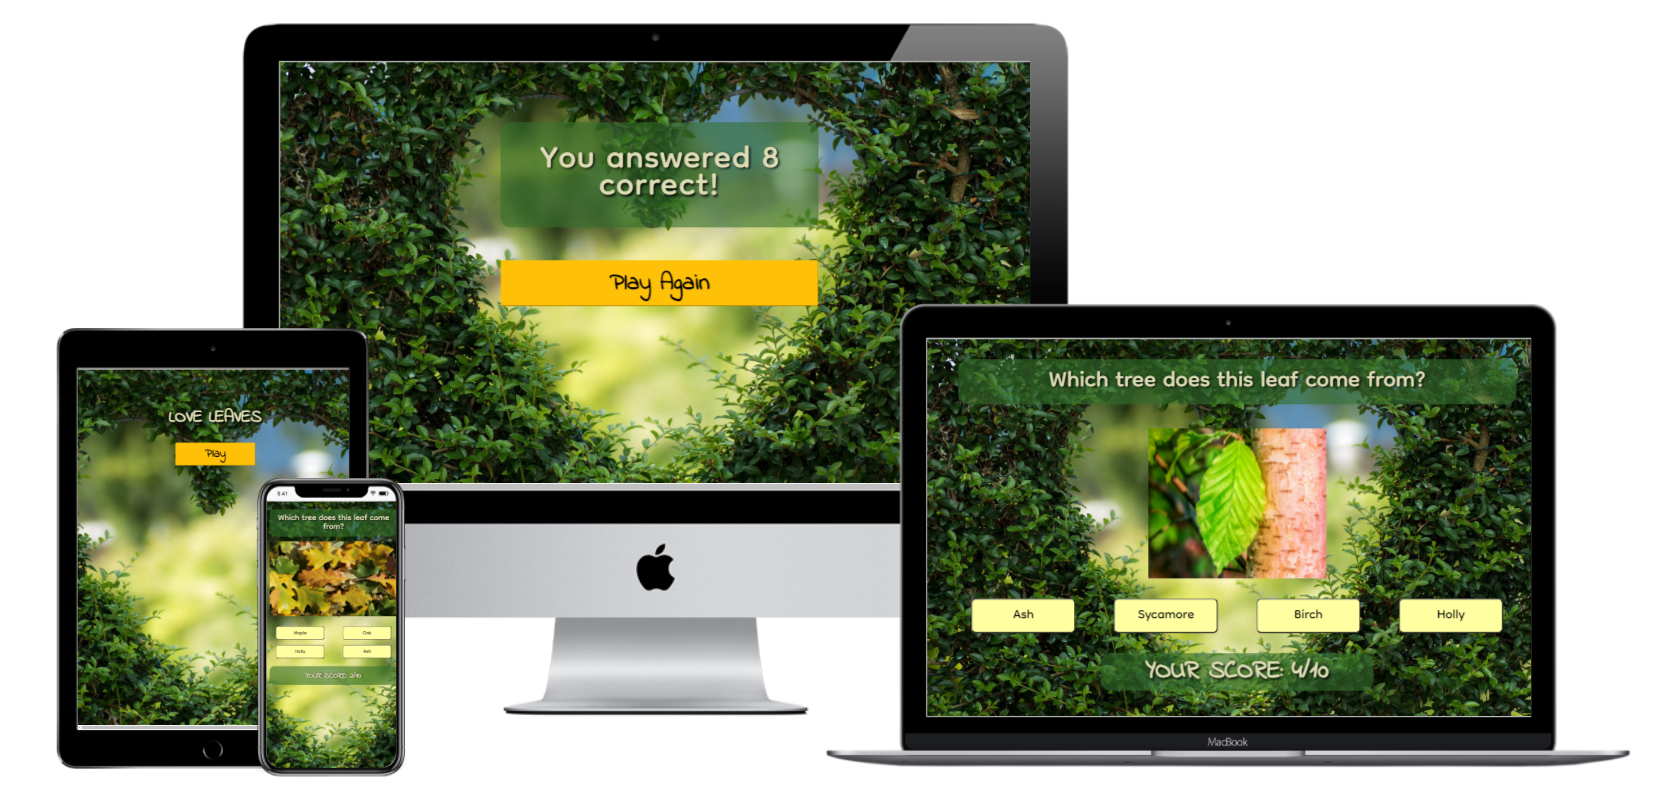 You answered 8
correct!
Play Again
LOVE LEAVES
Play
9:41
Which tree does this leaf come
from?
Maple
Oak
Holly
Ash
YOUR SCORE: 2/10
Which tree does this leaf come from?
Ash
Sycamore
Birch
Holly
YOUR SCORE: 4/10
MacBook